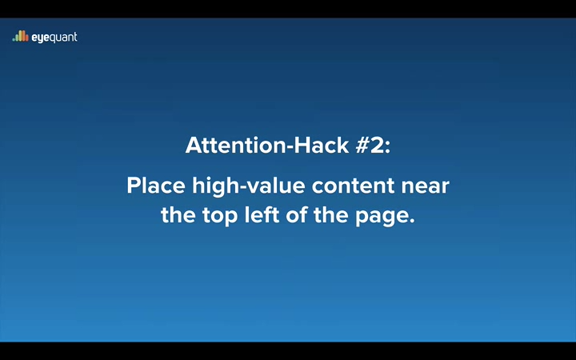 eyequant
Attention-Hack #2:
Place high-value content near
the top left of the page.